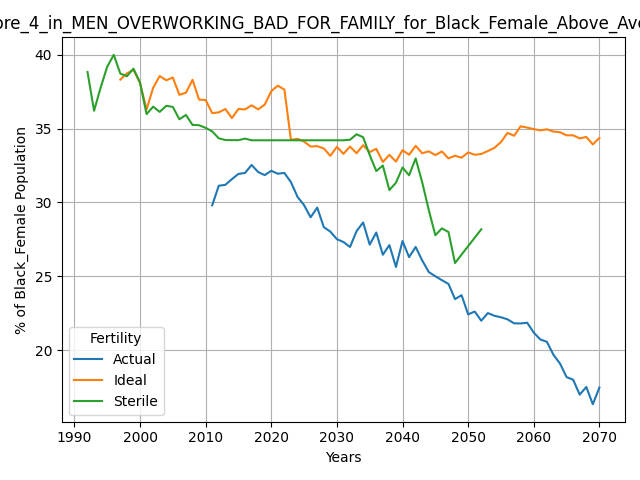 ore_4_in_MEN_OVERWORKING_BAD_FOR_FAMILY_for_Black_Female_Above_Ave
40
35
30
25
20
% of Black_Female Population
Fertility
Actual
Ideal
Sterile
1990 2000 2010 2020 2030 2040 2050 2060 2070
Years